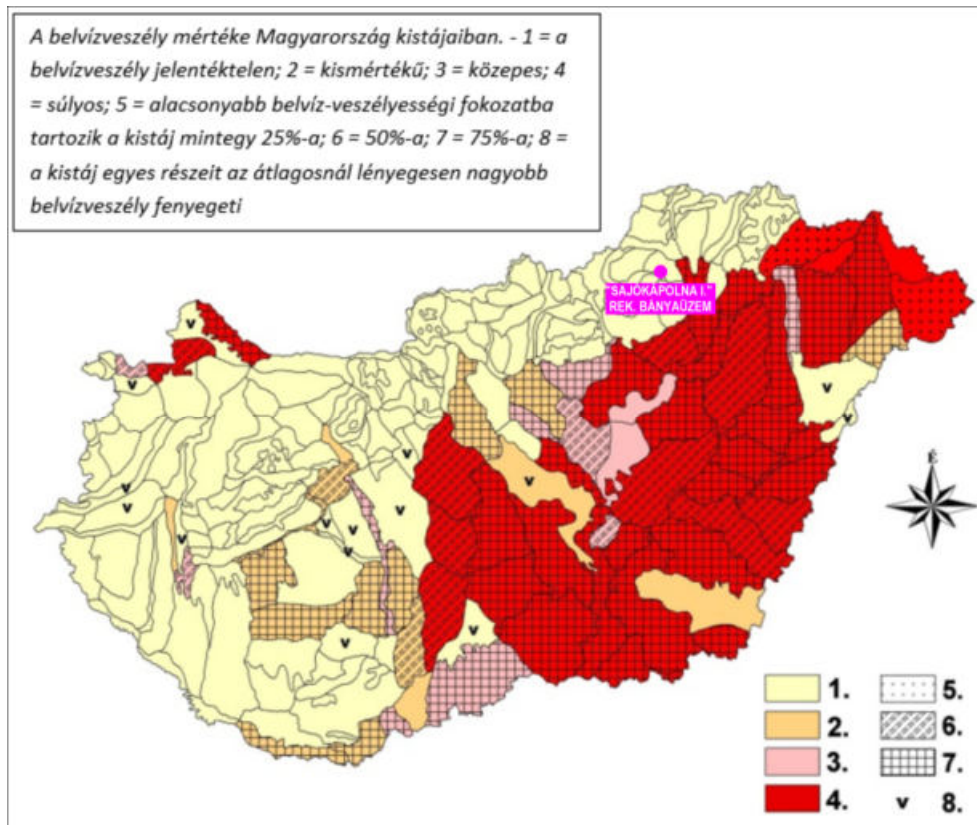 A belvízveszély mértéke Magyarország kistájaiban. - 1 = a
belvízveszély jelentéktelen; 2 = kismértékű; 3 = közepes; 4
= súlyos; 5 = alacsonyabb belvíz-veszélyességi fokozatba
tartozik a kistáj mintegy 25%-a; 6 = 50%-a; 7 = 75%-a; 8 =
a kistáj egyes részeit az átlagosnál lényegesen nagyobb
belvízveszély fenyegeti
"SAJÓKÁPOLNA I."
REK. BÁNYAÜZEM
v
v
v
v
v
v
v
v
v
v
v
v
v
v
É
1.
5.
2.
6.
3.
7.
4.
v 8.